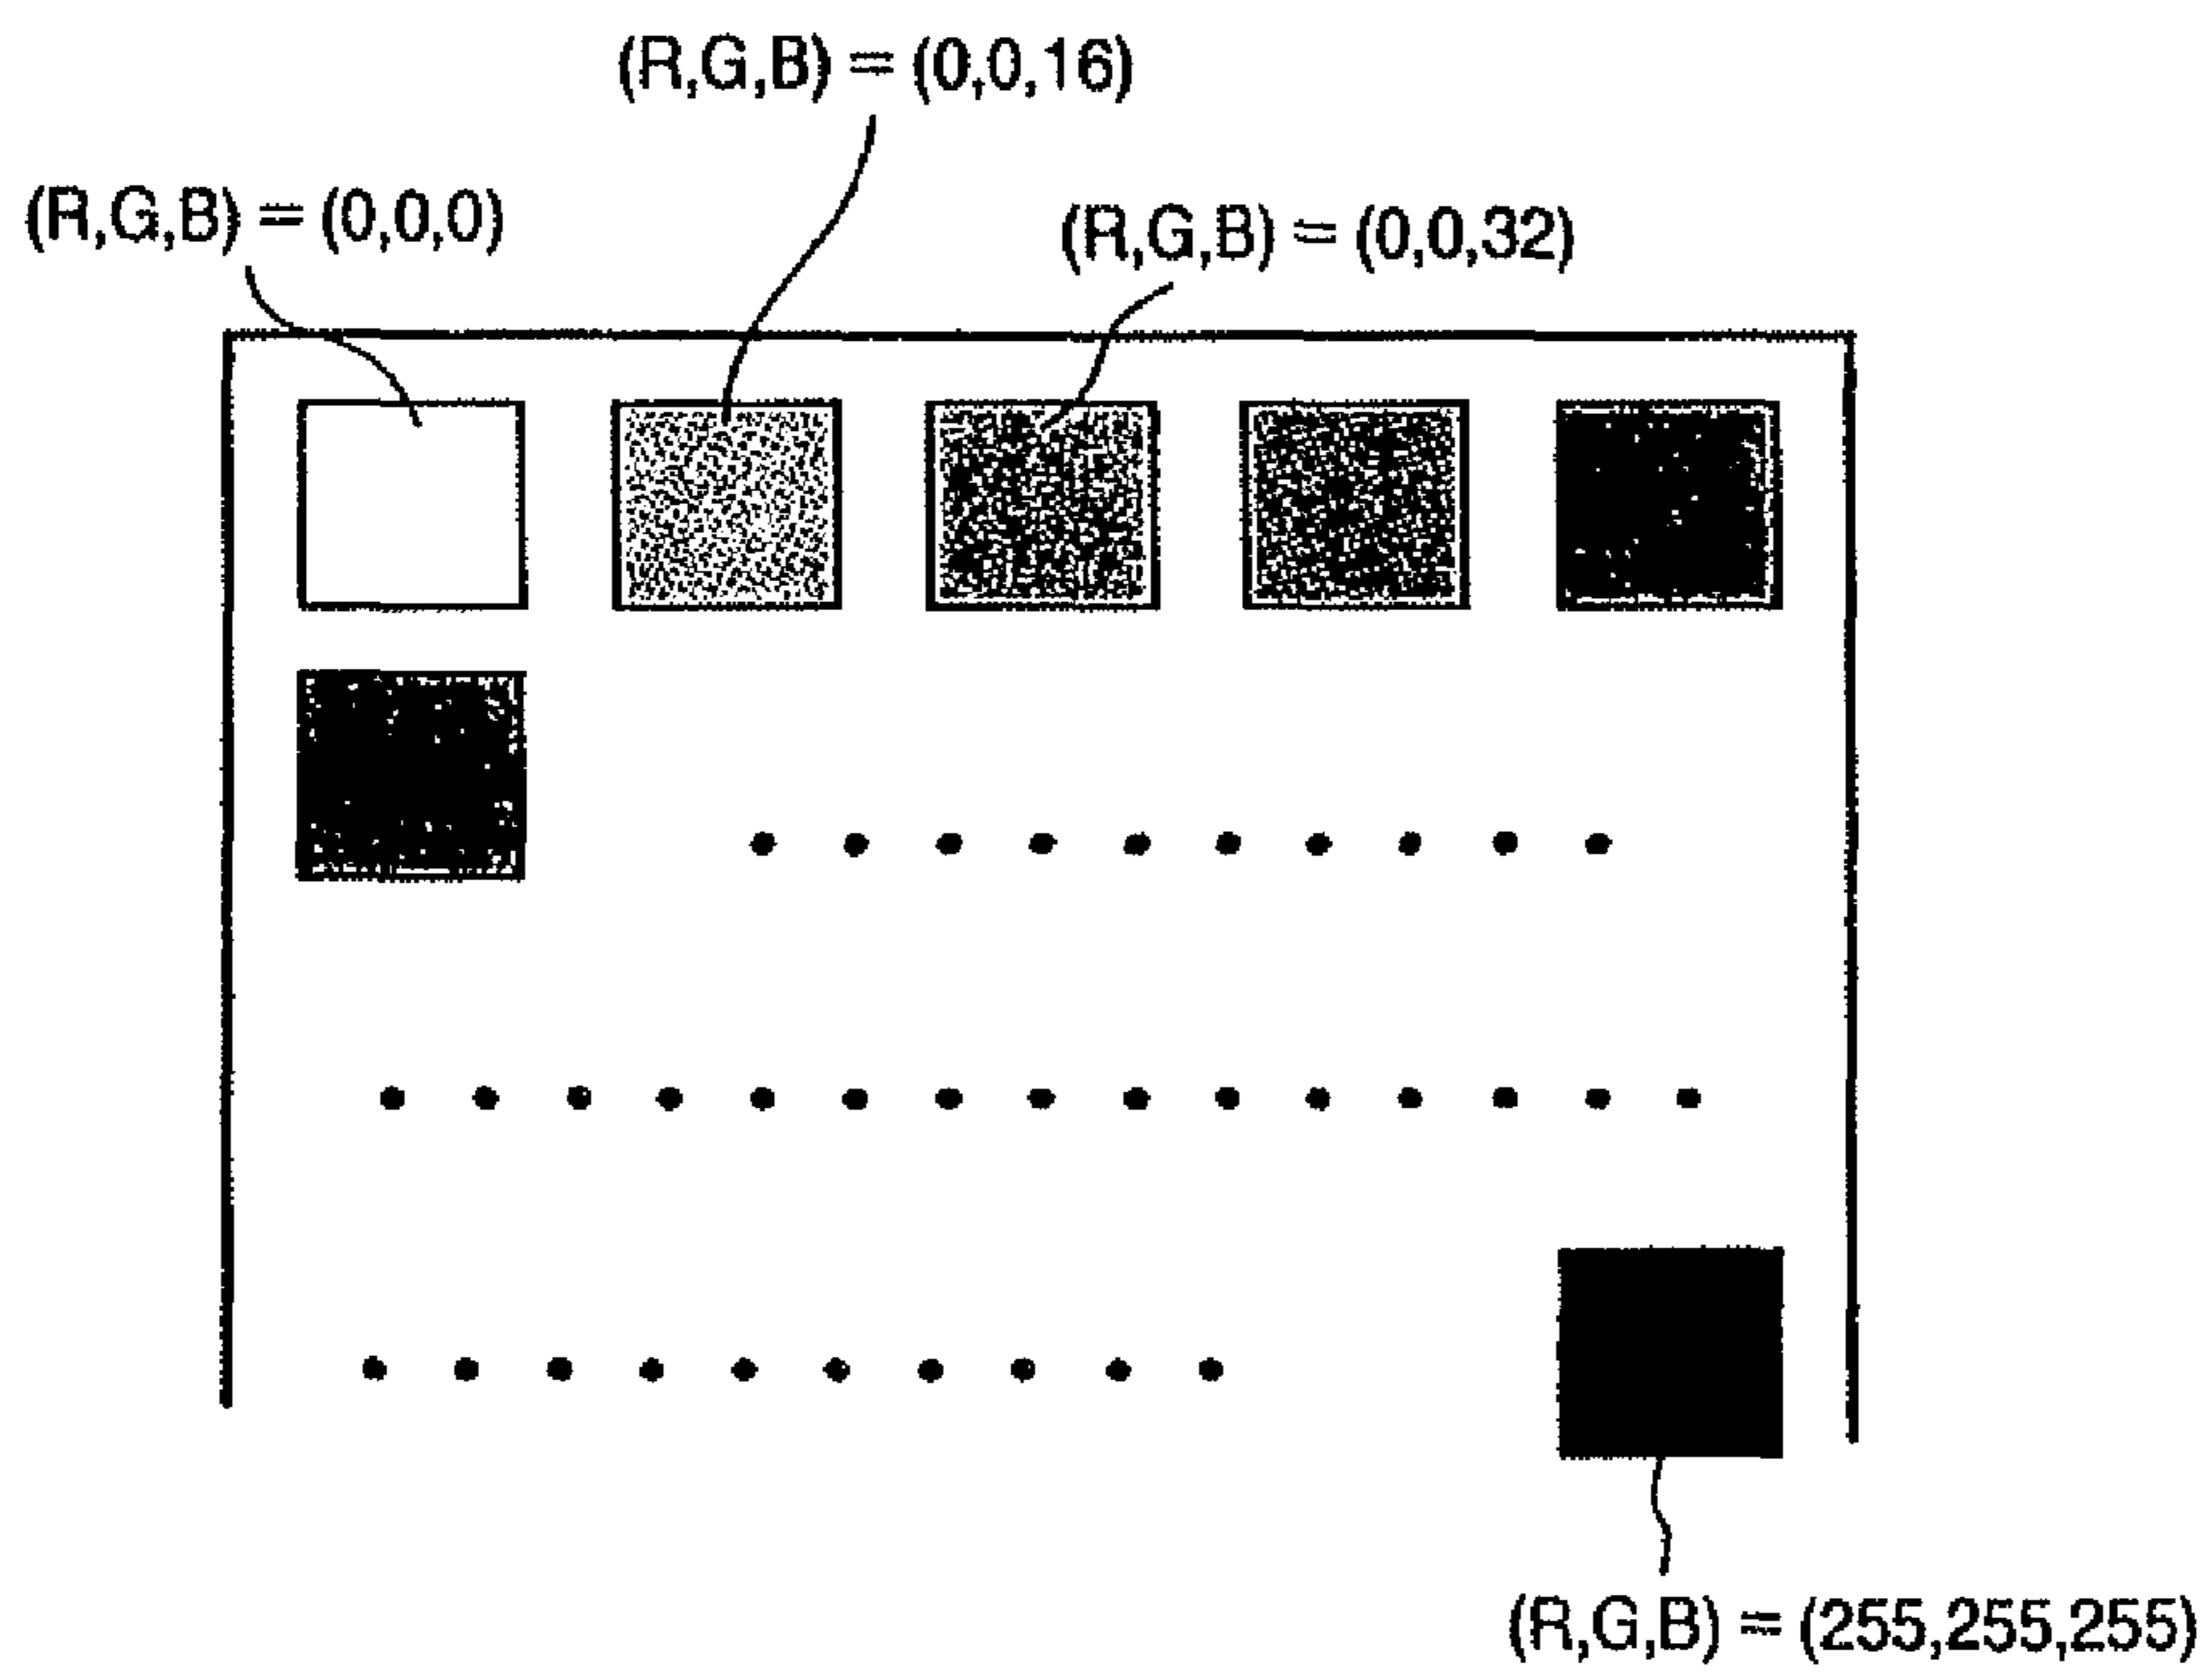 (R,G,B) = (0,0,16)
(R,G,B) = (0,0,0)
(R,G,B) = (0,0,32)
(R,G,B) = (255,255,255)